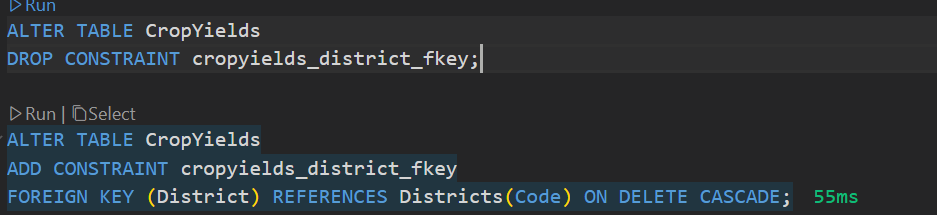 Run
ALTER TABLE CropYields
DROP CONSTRAINT cropyields_district_fkey;
Run | Select
ALTER TABLE CropYields
ADD CONSTRAINT cropyields_district_fkey
FOREIGN KEY (District) REFERENCES Districts(Code) ON DELETE CASCADE; 55ms